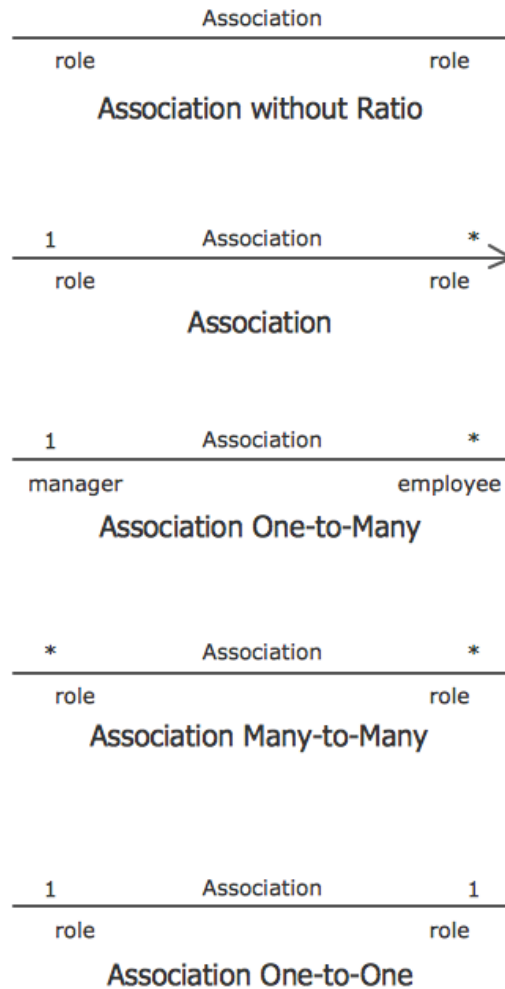 Association
role role
Association without Ratio
1 Association *
role role
Association
1 Association *
manager employee
Association One-to-Many
* Association *
role role
Association Many-to-Many
1 Association 1
role role
Association One-to-One